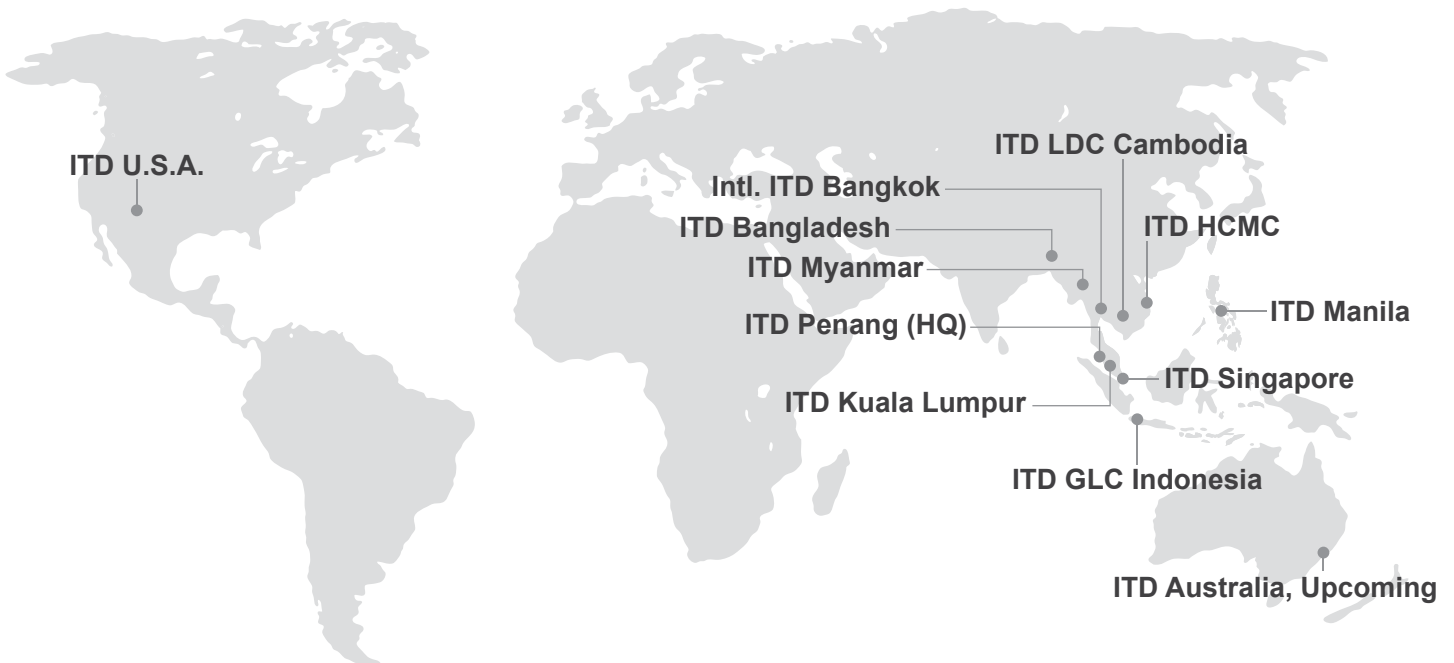 ITD LDC Cambodia
ITD U.S.A.
Intl. ITD Bangkok
ITD Bangladesh
ITD HCMC
ITD Myanmar
ITD Manila
ITD Penang (HQ)
ITD Singapore
ITD Kuala Lumpur
ITD GLC Indonesia
ITD Australia, Upcoming